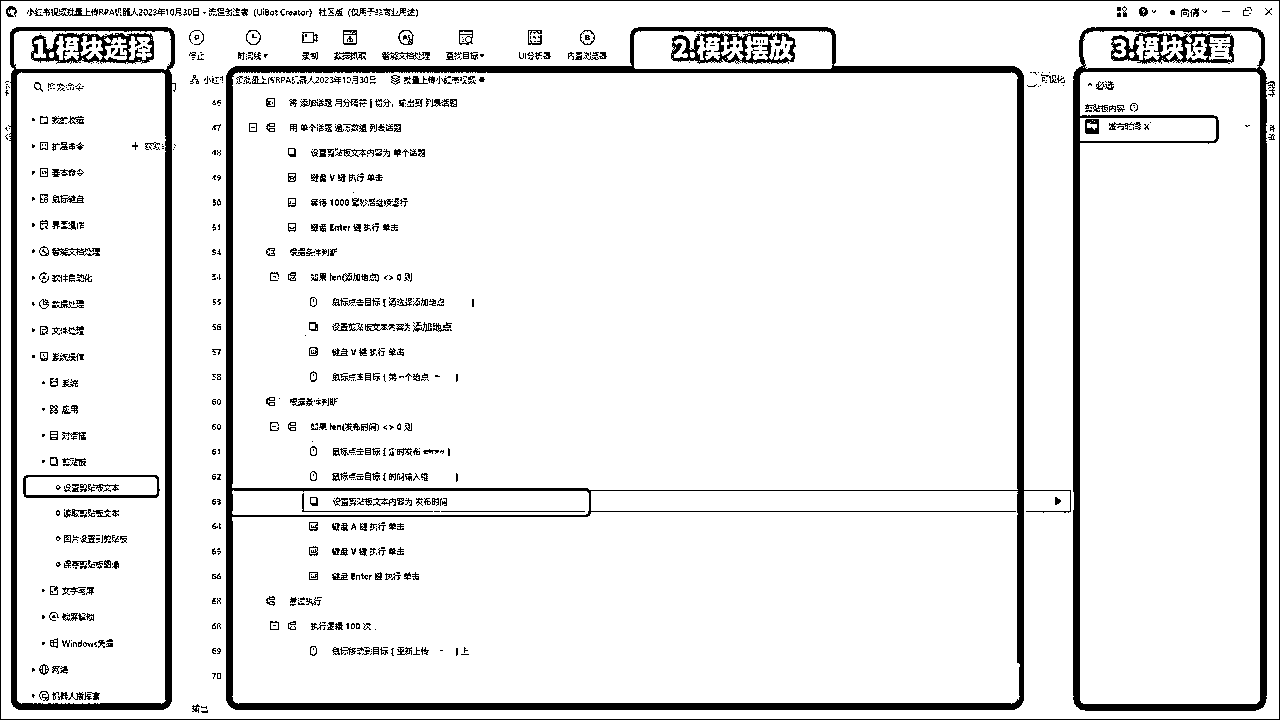 小红书视频批量上传RPA机器人2023年10月30日 - 流程创造者 (UiBot Creator) 社区版 (仅用于非商业用途)
1.模块选择
停止
时间线
录制
数据抓取
智能文档处理
查找目标
UI分析器
内置浏览器
2.模块摆放
3.模块设置
搜索命令
我的收藏
扩展命令
基本命令
鼠标键盘
界面操作
智能文档处理
软件自动化
数据处理
文件处理
系统操作
系统
应用
对话框
剪贴板
设置剪贴板文本
读取剪贴板文本
图片设置到剪贴板
保存剪贴板图像
文字写屏
锁屏解锁
Windows凭据
网络
机器人指挥官
小红书
批量上传RPA机器人2023年10月30日
批量上传小红书视频
可视化
46 将 添加话题 用分隔符 | 切分，输出到 列表话题
47 用 单个话题 遍历数组 列表话题
48 设置剪贴板文本内容为 单个话题
49 键盘 V 键 执行 单击
50 等待 1000 毫秒后继续运行
51 键盘 Enter 键 执行 单击
54 根据条件判断
54 如果 len(添加地点) <> 0 则
55 鼠标点击目标 [ 请选择添加地点 ]
56 设置剪贴板文本内容为 添加地点
57 键盘 V 键 执行 单击
58 鼠标点击目标 [ 第一个地点 ]
60 根据条件判断
60 如果 len(发布时间) <> 0 则
61 鼠标点击目标 [ 定时发布 ]
62 鼠标点击目标 [ 时间输入框 ]
63 设置剪贴板文本内容为 发布时间
64 键盘 A 键 执行 单击
65 键盘 V 键 执行 单击
66 键盘 Enter 键 执行 单击
68 尝试执行
68 执行逻辑 100 次
69 鼠标移动到目标 [ 重新上传 ] 上
70
输出
必选
剪贴板内容
发布时间